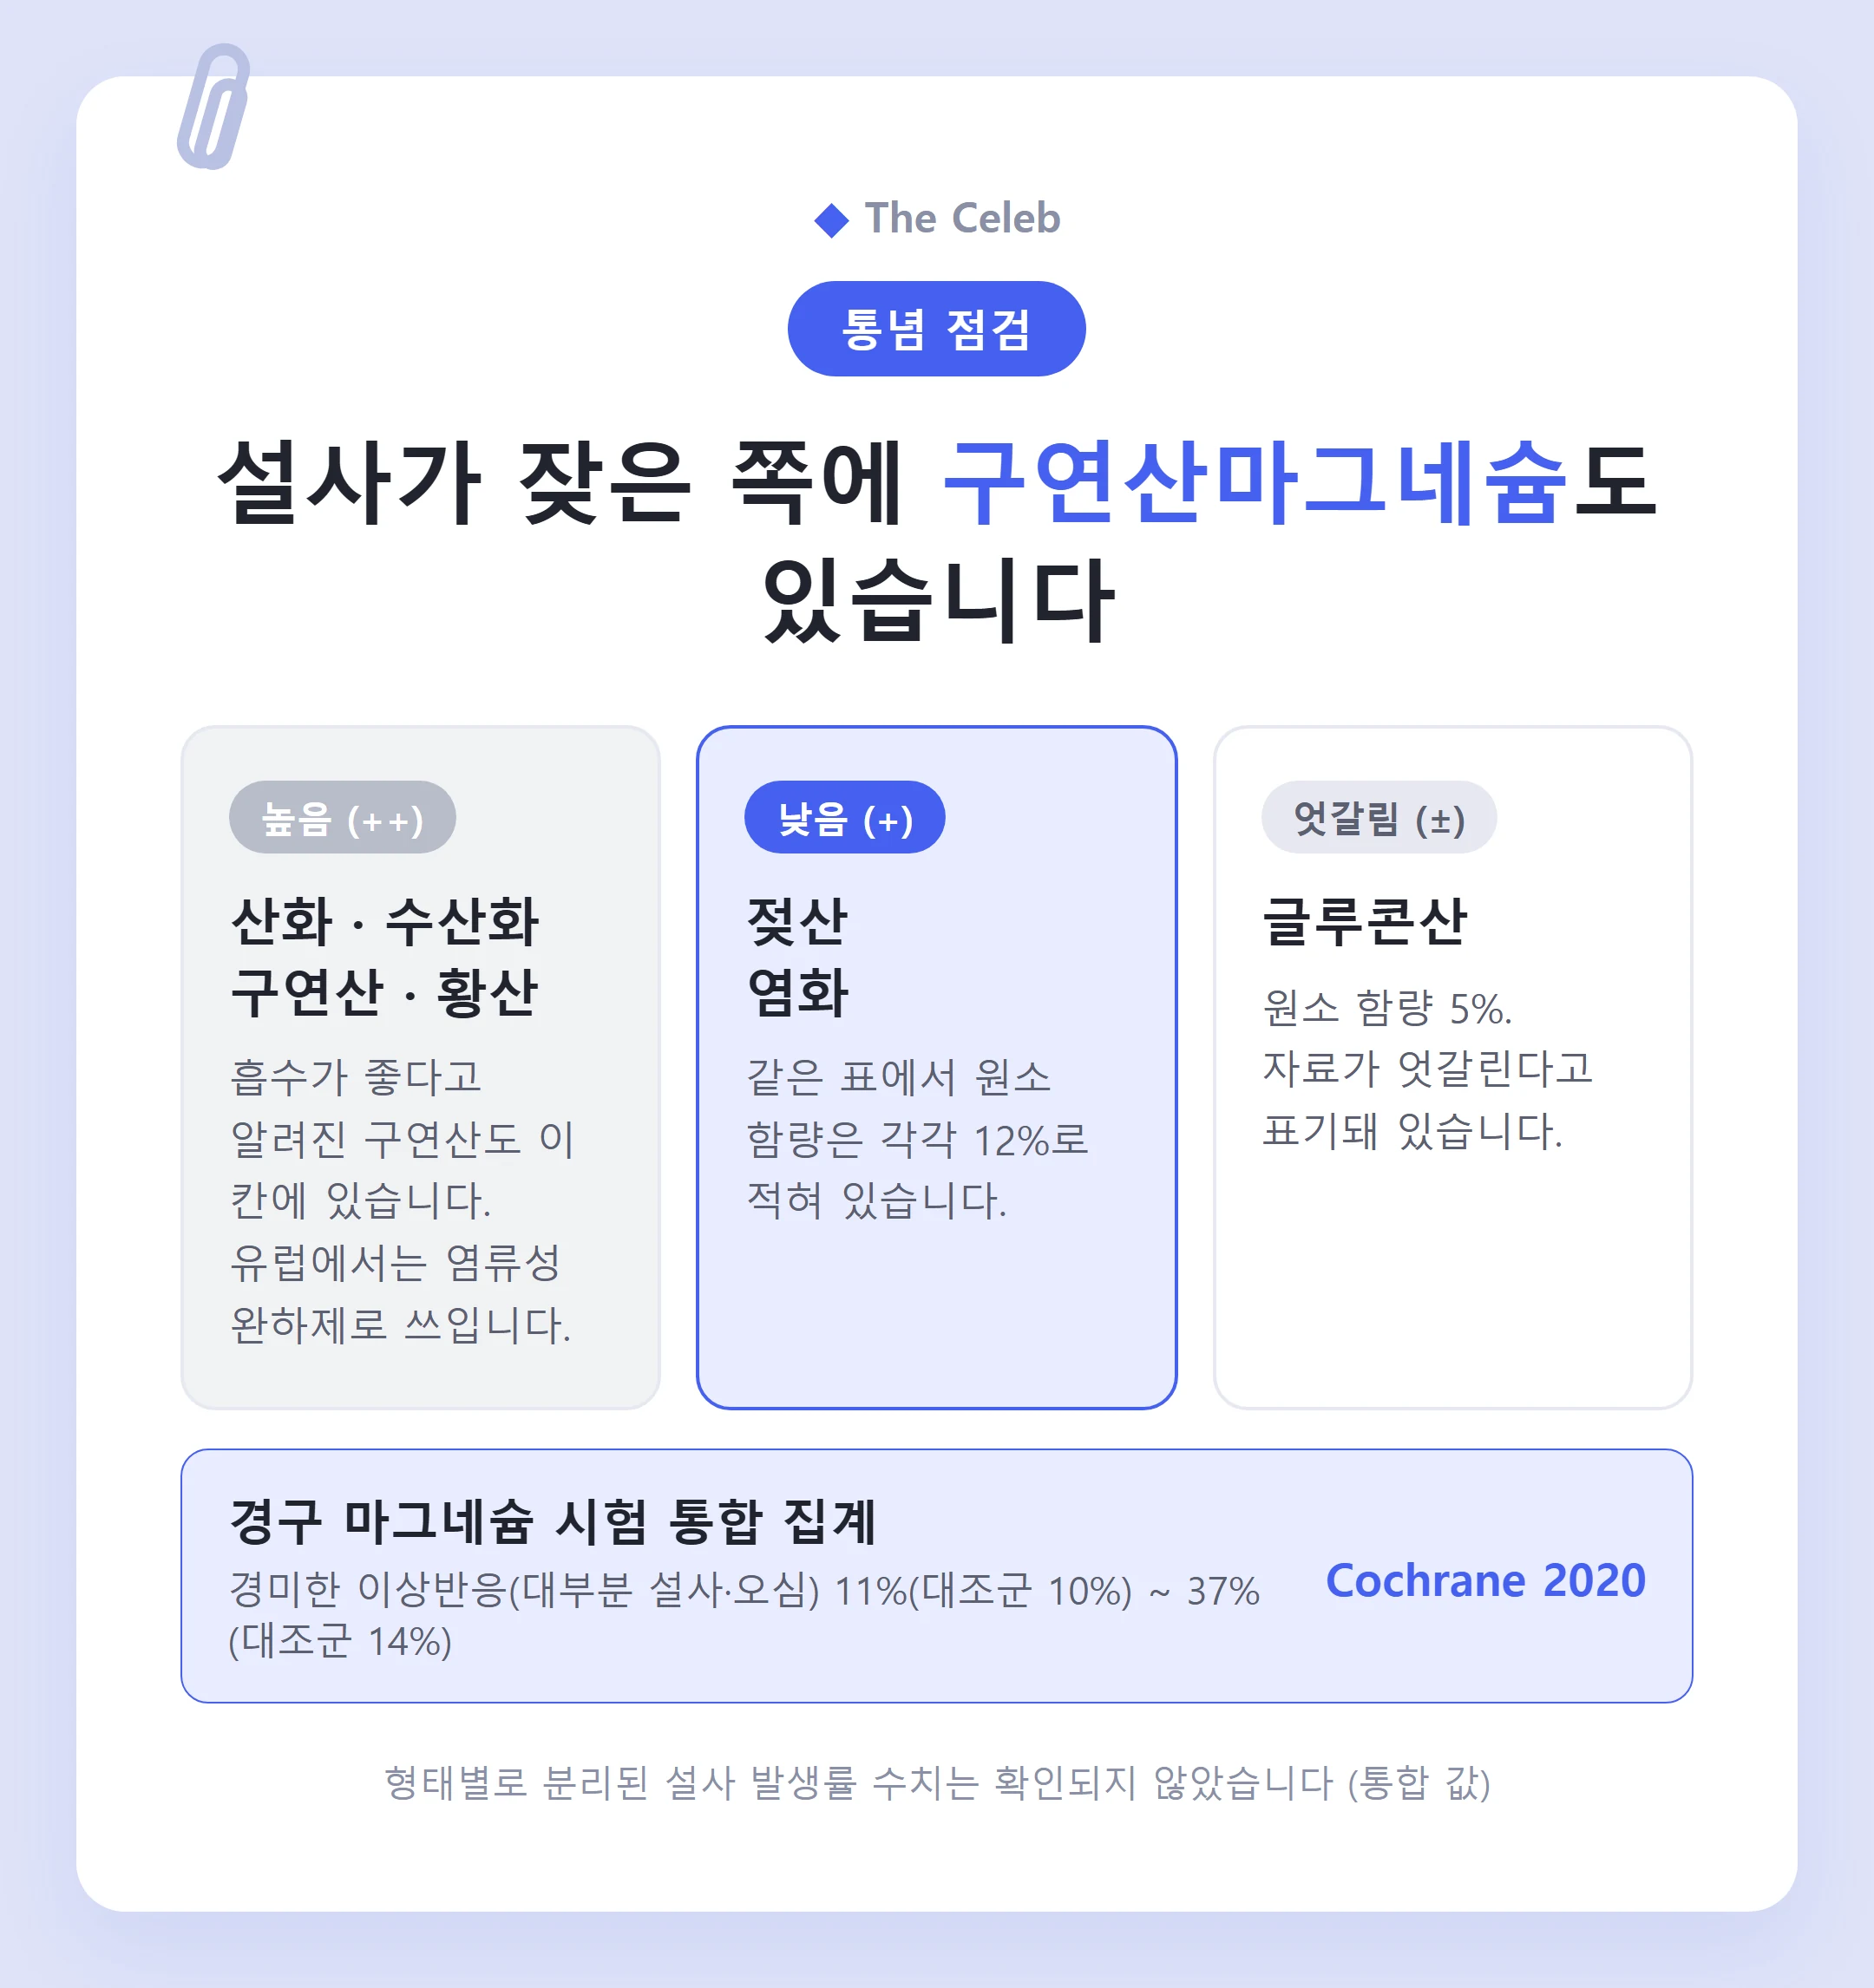 The Celeb
통념 점검
설사가 잦은 쪽에 구연산마그네슘도
있습니다
높음 (++)
산화 · 수산화
구연산 · 황산
흡수가 좋다고
알려진 구연산도 이
칸에 있습니다.
유럽에서는 염류성
완하제로 쓰입니다.
낮음 (+)
젖산
염화
같은 표에서 원소
함량은 각각 12%로
적혀 있습니다.
엇갈림 (±)
글루콘산
원소 함량 5%.
자료가 엇갈린다고
표기돼 있습니다.
경구 마그네슘 시험 통합 집계
경미한 이상반응(대부분 설사·오심) 11%(대조군 10%) ~ 37%
(대조군 14%)
Cochrane 2020
형태별로 분리된 설사 발생률 수치는 확인되지 않았습니다 (통합 값)